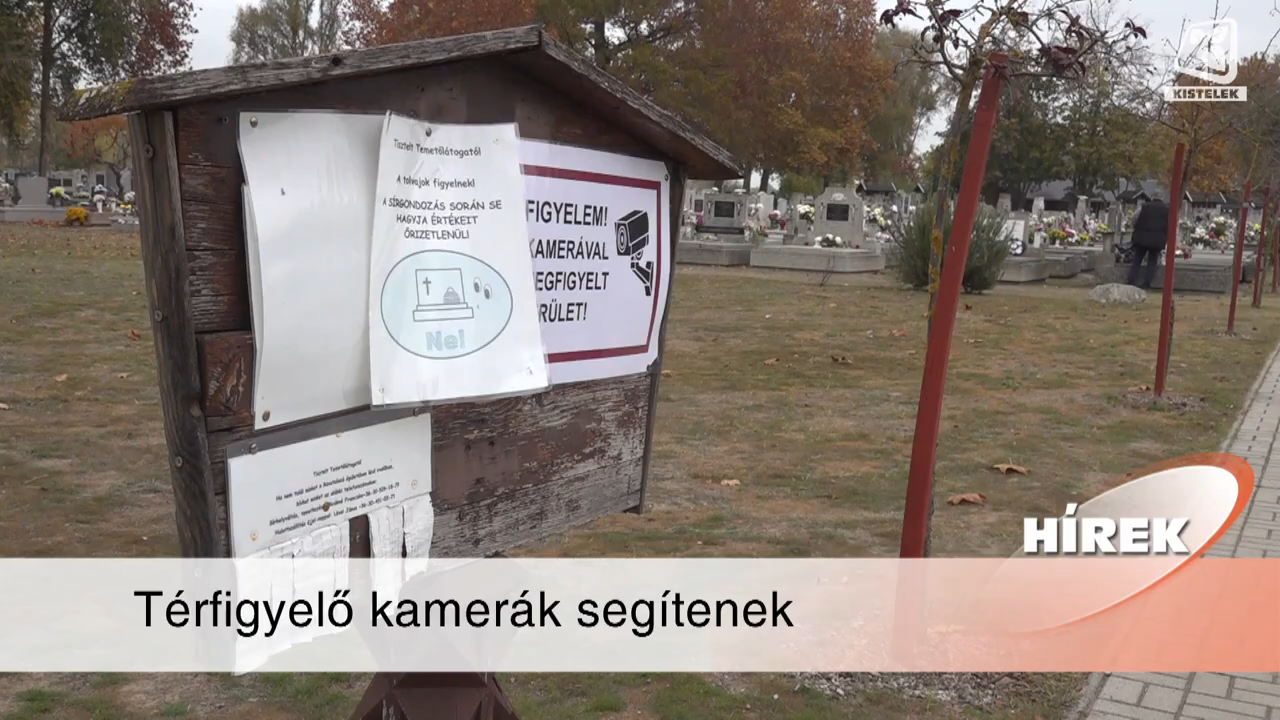 KISTELEK
Tisztelt Temetőlátogató!
A tolvajok figyelnek!
A SÍRGONDOZÁS SORÁN SE
HAGYJA ÉRTÉKEIT
ŐRIZETLENÜL!
Ne!
FIGYELEM!
KAMERÁVAL
EGFIGYELT
RÜLET!
Tisztelt Temetőlátogató
HÍREK
Térfigyelő kamerák segítenek